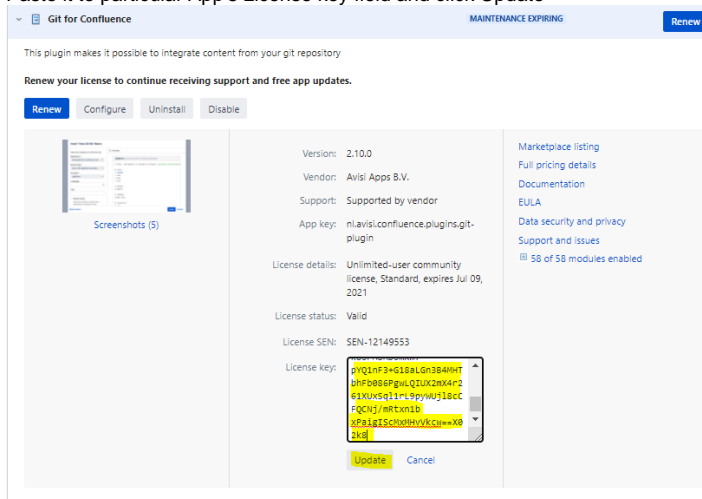 Paste it to particular App's License key field and click Update
Git for Confluence
MAINTENANCE EXPIRING
Renew
This plugin makes it possible to integrate content from your git repository
Renew your license to continue receiving support and free app updates.
Renew Configure Uninstall Disable
Screenshots (5)
Version: 2.10.0
Vendor: Avisi Apps B.V.
Support: Supported by vendor
App key: nl.avisi.confluence.plugins.git-
plugin
License details: Unlimited-user community
license, Standard, expires Jul 09,
2021
License status: Valid
License SEN: SEN-12149553
License key:
pYQ1nF3+G18aLGn3B4MHT
bhFb086PgwLQIUX2mX4r2
61XUxSql1rL9pyWUjl8cC
FQCNj/mRtxn1b
xPaigIScMxMHvVkcw==X0
2k8
Update Cancel
Marketplace listing
Full pricing details
Documentation
EULA
Data security and privacy
Support and issues
58 of 58 modules enabled